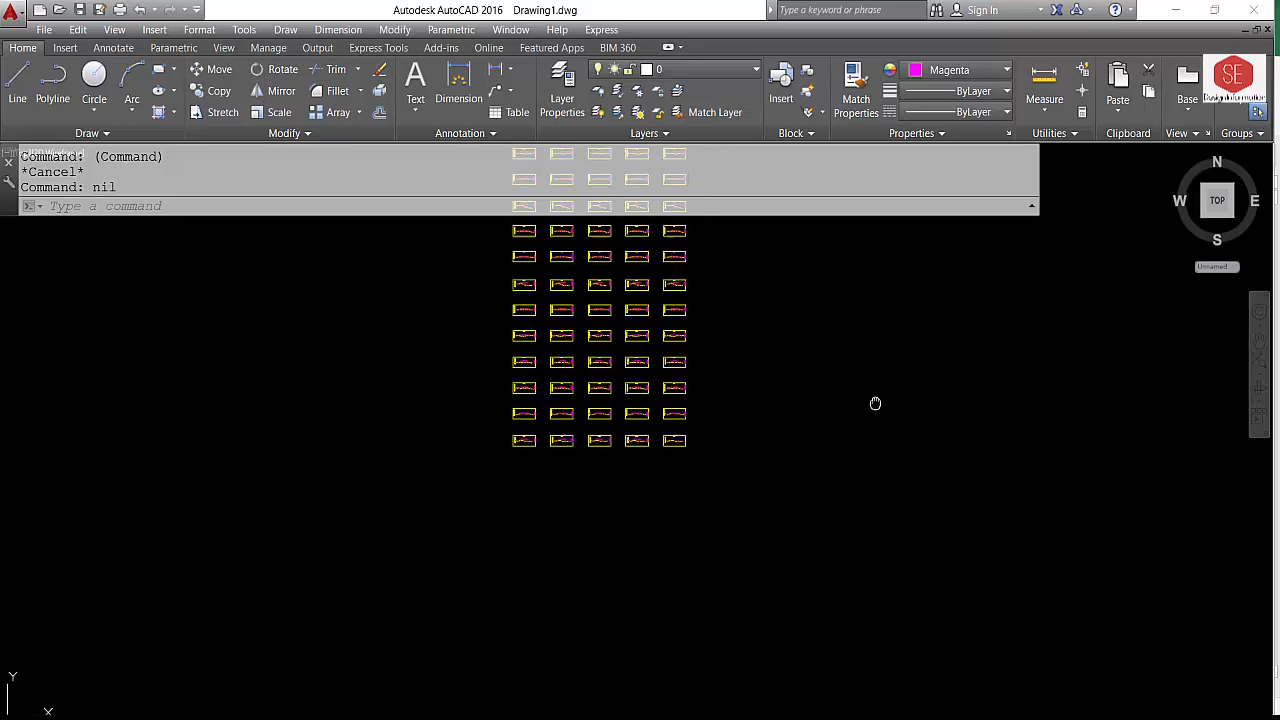 Autodesk AutoCAD 2016 Drawing1.dwg
Type a keyword or phrase
Sign In
File Edit View Insert Format Tools Draw Dimension Modify Parametric Window Help Express
Home Insert Annotate Parametric View Manage Output Express Tools Add-ins Online Featured Apps BIM 360
Line Polyline Circle Arc
Move Rotate Trim
Copy Mirror Fillet
Stretch Scale Array
Text Dimension
Table
Layer
Properties
0
Match Layer
Insert
Match
Properties
Magenta
ByLayer
ByLayer
Measure
Paste
Base
SE
Design Information
Draw Modify Annotation Layers Block Properties Utilities Clipboard View Groups
Command: (Command)
*Cancel*
Command: nil
Type a command
N
W TOP E
S
Unnamed
Y
X